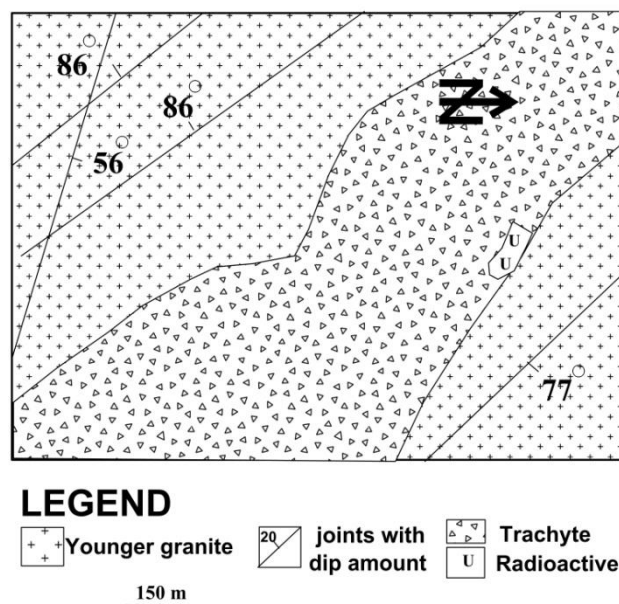 86
86
56
N
U
U
77
LEGEND
Younger granite
20
joints with
dip amount
Trachyte
U
Radioactive
150 m